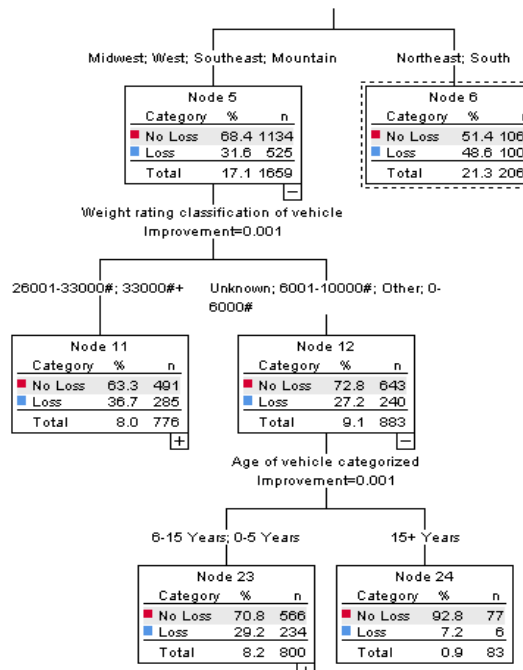 Midwest; West; Southeast; Mountain
Northeast; South
Node 5
Category % n
No Loss 68.4 1134
Loss 31.6 525
Total 17.1 1659
Node 6
Category %
No Loss 51.4 106
Loss 48.6 100
Total 21.3 206
Weight rating classification of vehicle
Improvement=0.001
26001-33000#; 33000#+
Unknown; 6001-10000#; Other; 0-
6000#
Node 11
Category % n
No Loss 63.3 491
Loss 36.7 285
Total 8.0 776
Node 12
Category % n
No Loss 72.8 643
Loss 27.2 240
Total 9.1 883
Age of vehicle categorized
Improvement=0.001
6-15 Years; 0-5 Years
15+ Years
Node 23
Category % n
No Loss 70.8 566
Loss 29.2 234
Total 8.2 800
Node 24
Category % n
No Loss 92.8 77
Loss 7.2 6
Total 0.9 83